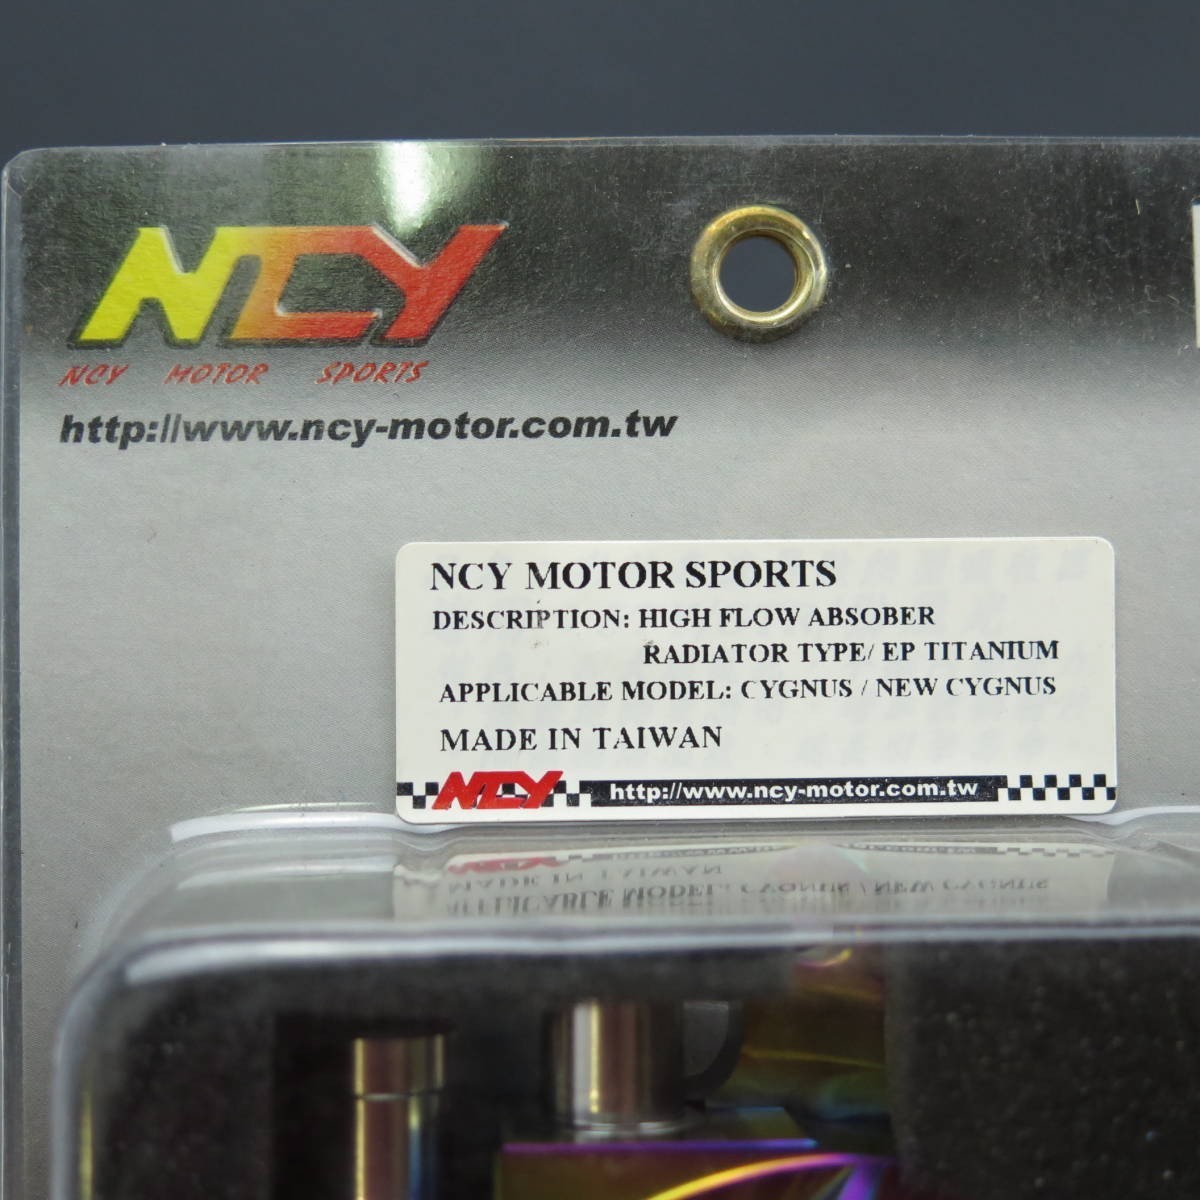 NCY
NCY MOTOR SPORTS
http://www.ncy-motor.com.tw
NCY MOTOR SPORTS
DESCRIPTION: HIGH FLOW ABSOBER
RADIATOR TYPE/ EP TITANIUM
APPLICABLE MODEL: CYGNUS / NEW CYGNUS
MADE IN TAIWAN
NCY http://www.ncy-motor.com.tw